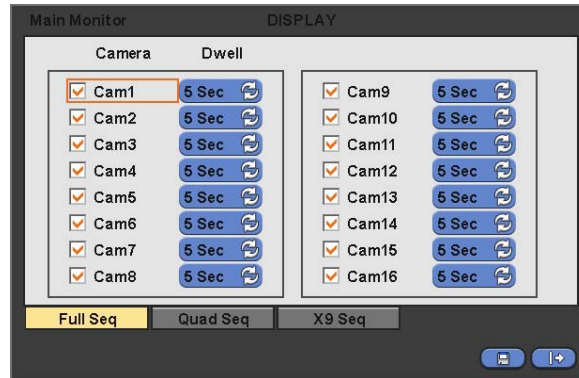 Main Monitor DISPLAY
Camera Dwell
Cam1 5 Sec Cam9 5 Sec
Cam2 5 Sec Cam10 5 Sec
Cam3 5 Sec Cam11 5 Sec
Cam4 5 Sec Cam12 5 Sec
Cam5 5 Sec Cam13 5 Sec
Cam6 5 Sec Cam14 5 Sec
Cam7 5 Sec Cam15 5 Sec
Cam8 5 Sec Cam16 5 Sec
Full Seq Quad Seq X9 Seq